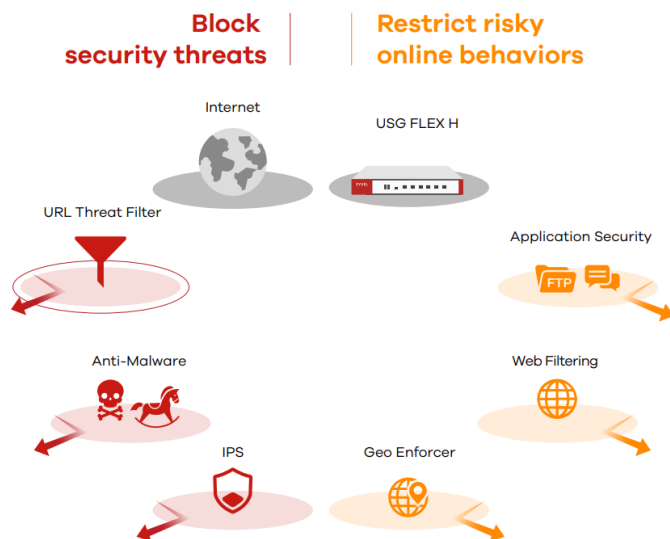 Block
security threats
Restrict risky
online behaviors
Internet
USG FLEX H
ZYXEL
URL Threat Filter
Application Security
FTP
Anti-Malware
Web Filtering
IPS
Geo Enforcer